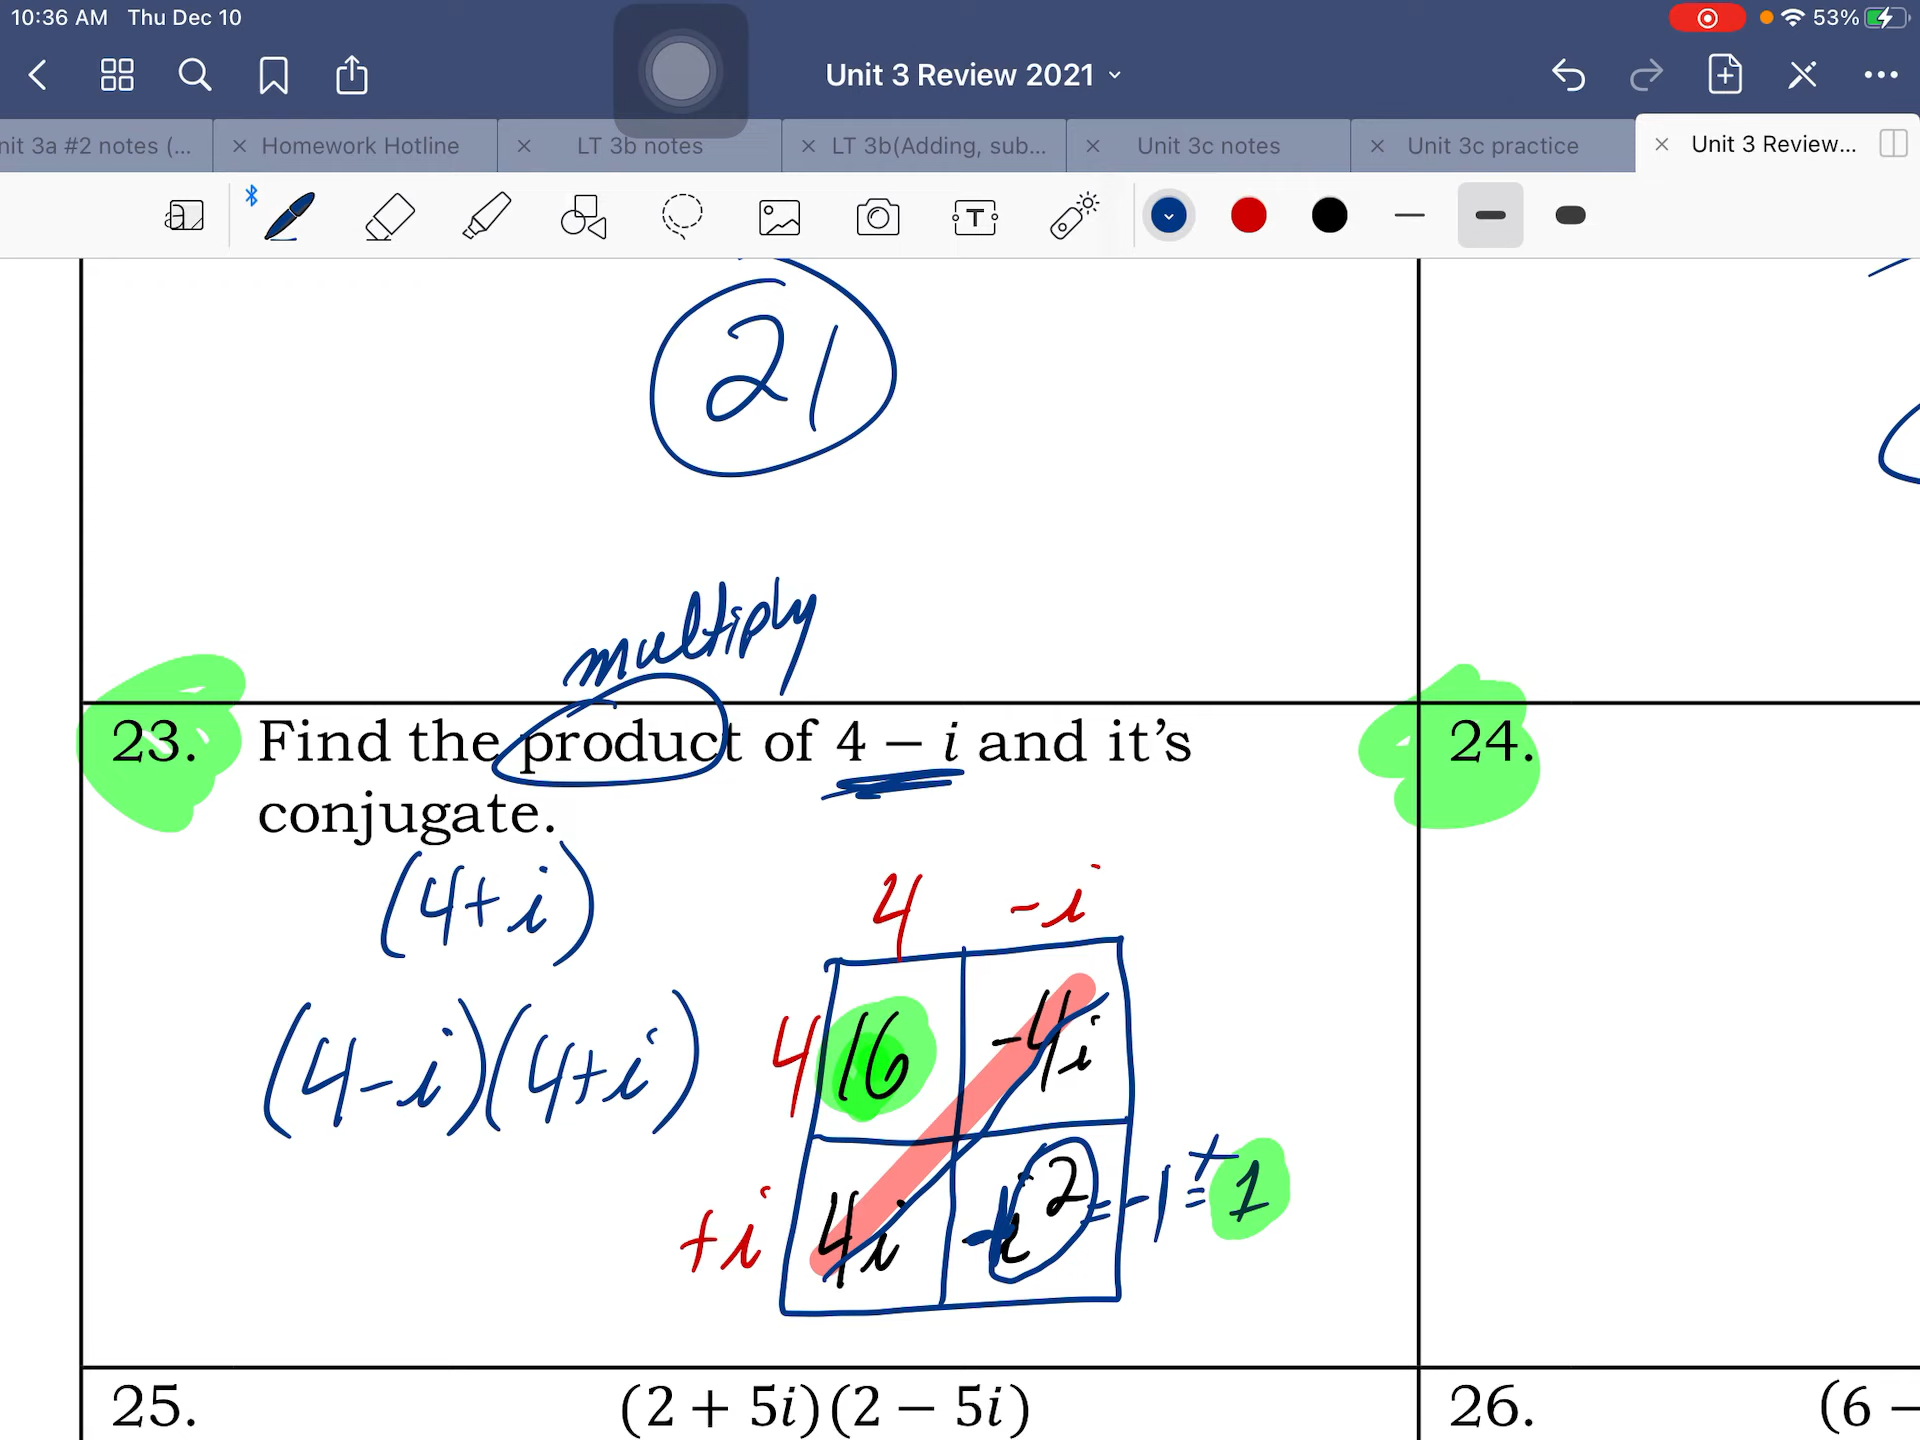 10:36 AM Thu Dec 10
53%
Unit 3 Review 2021
nit 3a #2 notes (...
Homework Hotline
LT 3b notes
LT 3b(Adding, sub...
Unit 3c notes
Unit 3c practice
Unit 3 Review...
a
T
21
multiply
23. Find the product of 4 − i and it's
conjugate.
24.
(4+i)
4 -i
(4-i)(4+i)
4 16 -4i
+i 4i -i² = -1 = +1
25. (2 + 5i)(2 − 5i)
26. (6 −